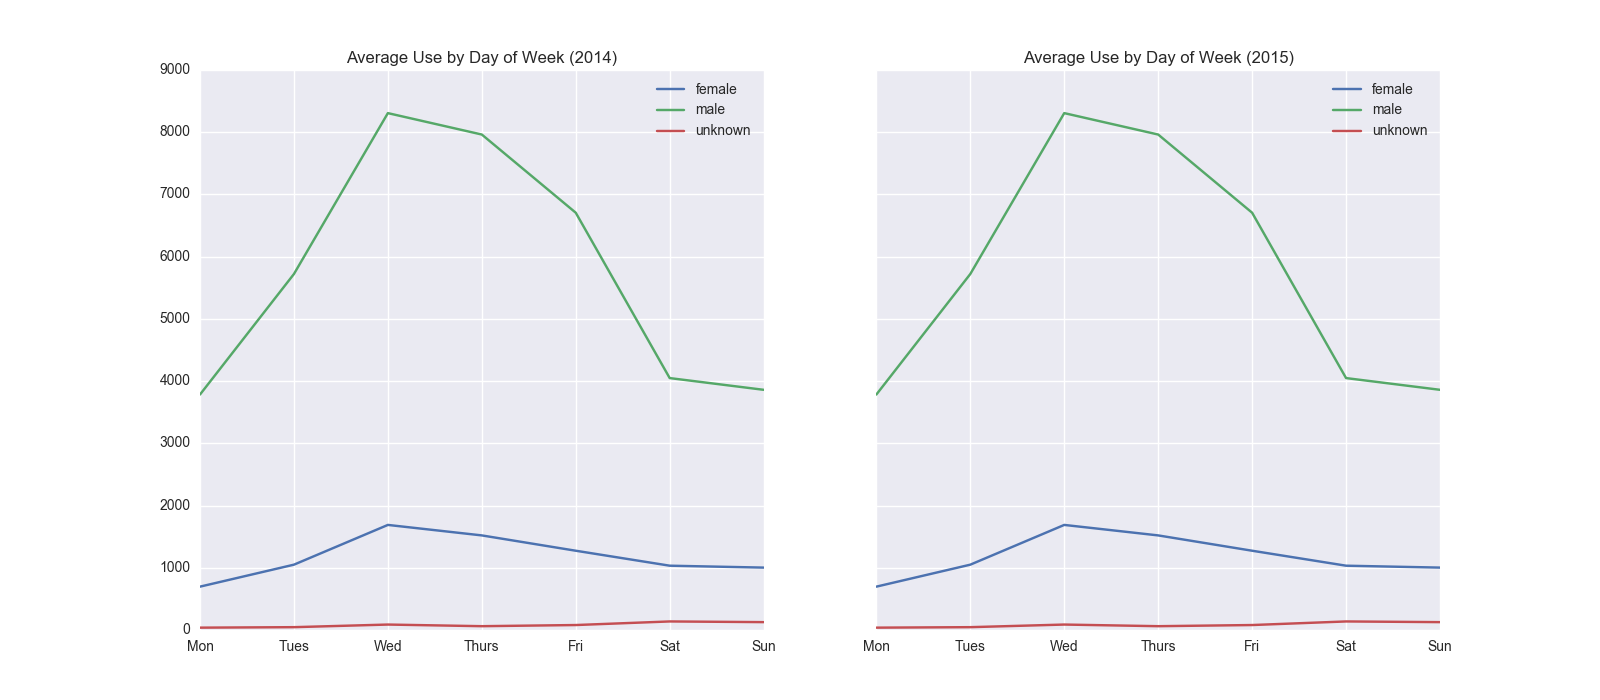 Average Use by Day of Week (2014)
9000
8000
7000
6000
5000
4000
3000
2000
1000
0
female
male
unknown
Mon Tues Wed Thurs Fri Sat Sun
Average Use by Day of Week (2015)
female
male
unknown
Mon Tues Wed Thurs Fri Sat Sun